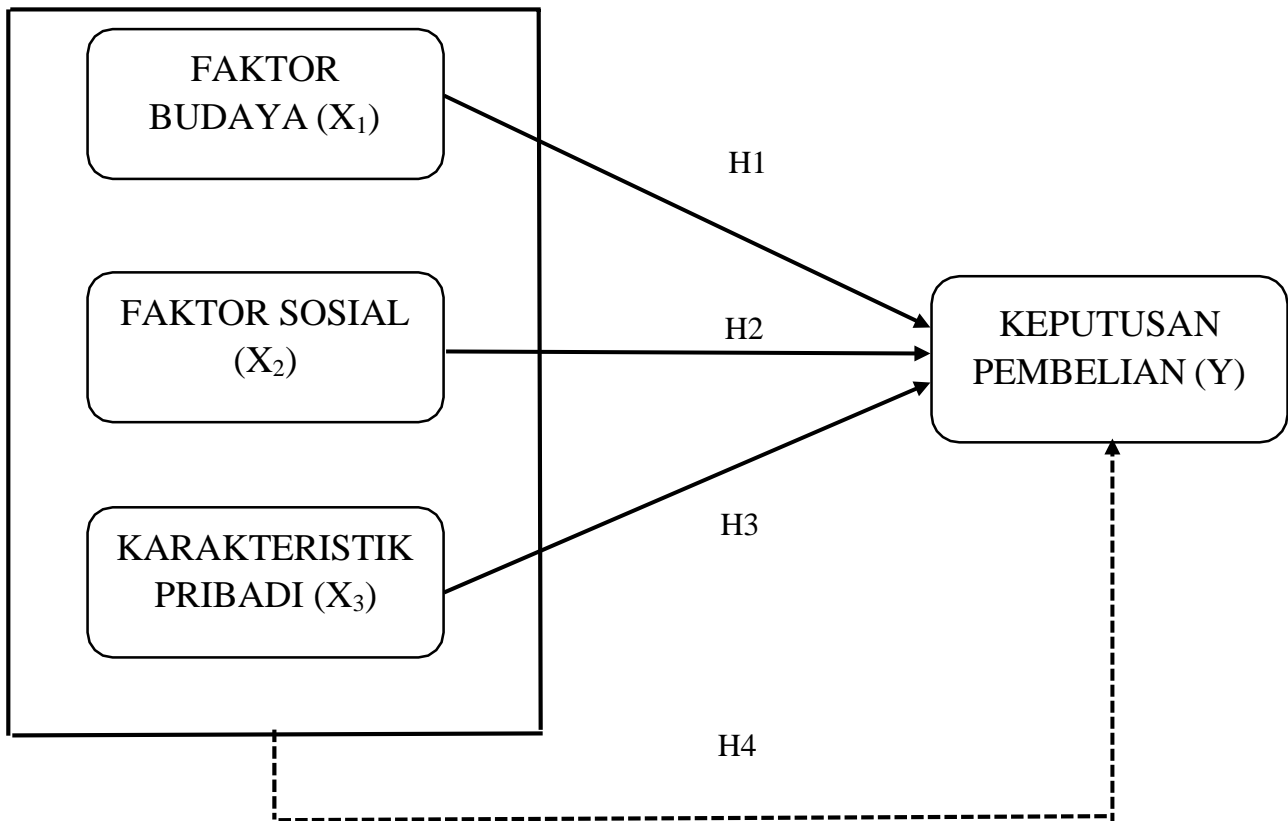 FAKTOR
BUDAYA (X₁)
H1
FAKTOR SOSIAL
(X₂)
H2
KEPUTUSAN
PEMBELIAN (Y)
KARAKTERISTIK
PRIBADI (X₃)
H3
H4